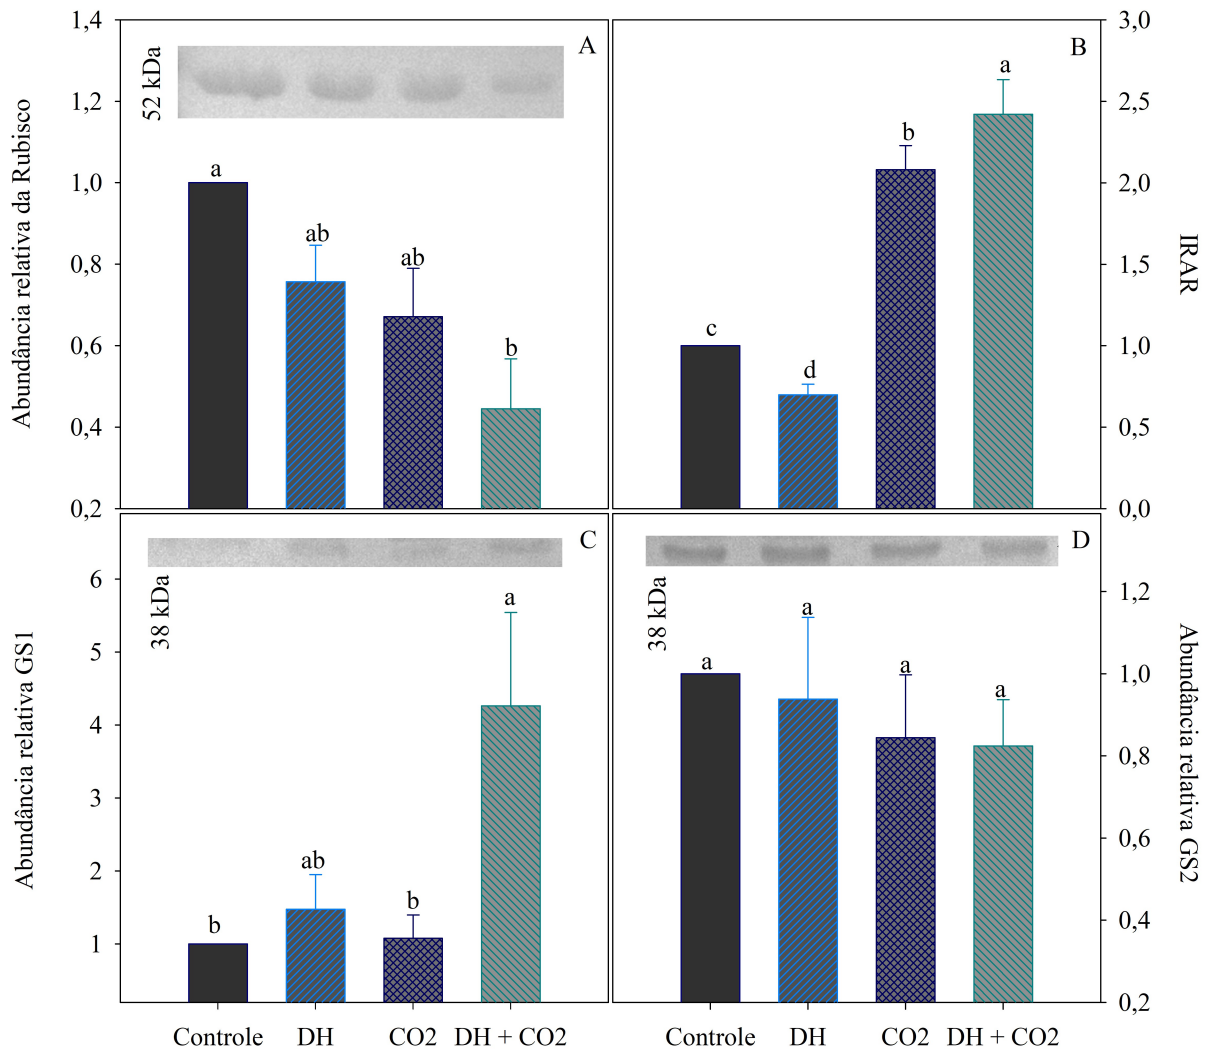 1,4
1,2
1,0
0,8
0,6
0,4
0,2
Abundância relativa da Rubisco
52 kDa
A
a
ab
ab
b
B
c
d
b
a
3,0
2,5
2,0
1,5
1,0
0,5
0,0
IRAR
6
5
4
3
2
1
Abundância relativa GS1
38 kDa
C
b
ab
b
a
38 kDa
D
a
a
a
a
1,2
1,0
0,8
0,6
0,4
0,2
Abundância relativa GS2
Controle DH CO2 DH + CO2
Controle DH CO2 DH + CO2